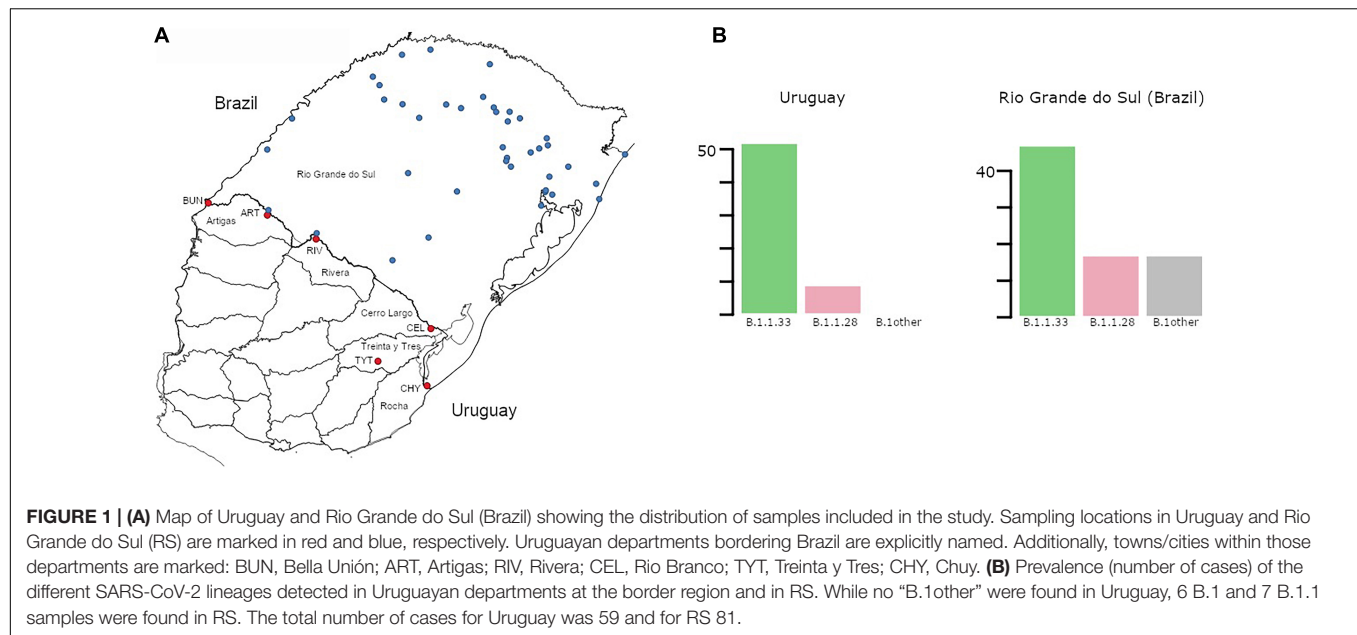 A
B
Brazil
Rio Grande do Sul
BUN
ART
Artigas
RIV
Rivera
Cerro Largo
CEL
Treinta y Tres
TYT
CHY
Rocha
Uruguay
Uruguay
50
B.1.1.33 B.1.1.28 B.1other
Rio Grande do Sul (Brazil)
40
B.1.1.33 B.1.1.28 B.1other
FIGURE 1 | (A) Map of Uruguay and Rio Grande do Sul (Brazil) showing the distribution of samples included in the study. Sampling locations in Uruguay and Rio
Grande do Sul (RS) are marked in red and blue, respectively. Uruguayan departments bordering Brazil are explicitly named. Additionally, towns/cities within those
departments are marked: BUN, Bella Unión; ART, Artigas; RIV, Rivera; CEL, Rio Branco; TYT, Treinta y Tres; CHY, Chuy. (B) Prevalence (number of cases) of the
different SARS-CoV-2 lineages detected in Uruguayan departments at the border region and in RS. While no “B.1other” were found in Uruguay, 6 B.1 and 7 B.1.1
samples were found in RS. The total number of cases for Uruguay was 59 and for RS 81.